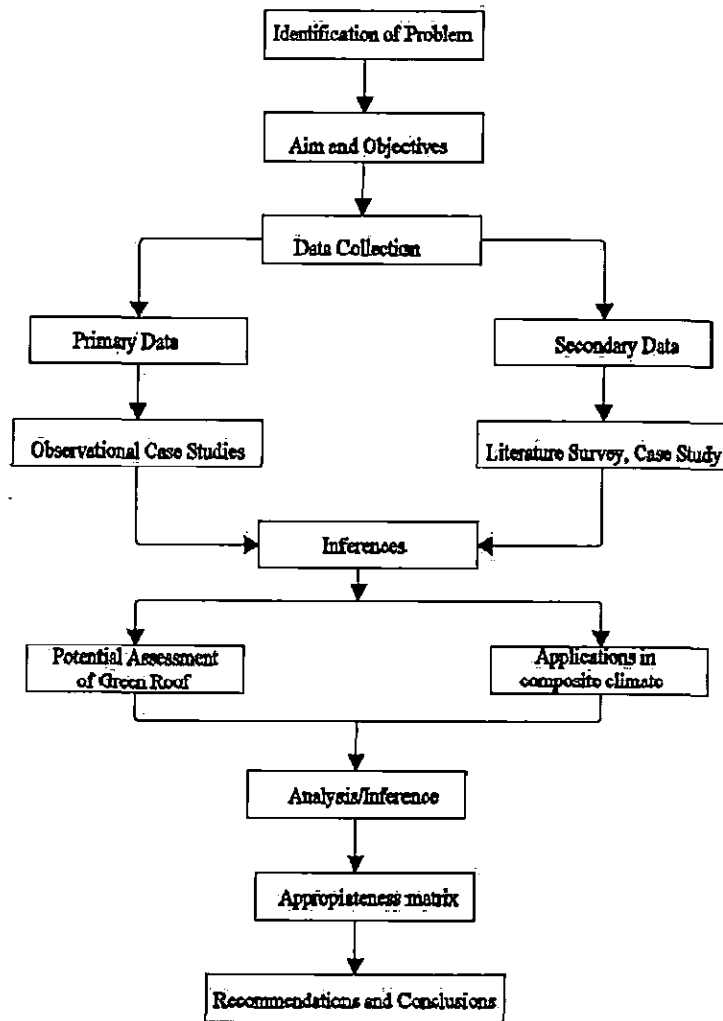 Identification of Problem
Aim and Objectives
Data Collection
Primary Data
Secondary Data
Observational Case Studies
Literature Survey, Case Study
Inferences
Potential Assessment
of Green Roof
Applications in
composite climate
Analysis/Inference
Appropiateness matrix
Recommendations and Conclusions